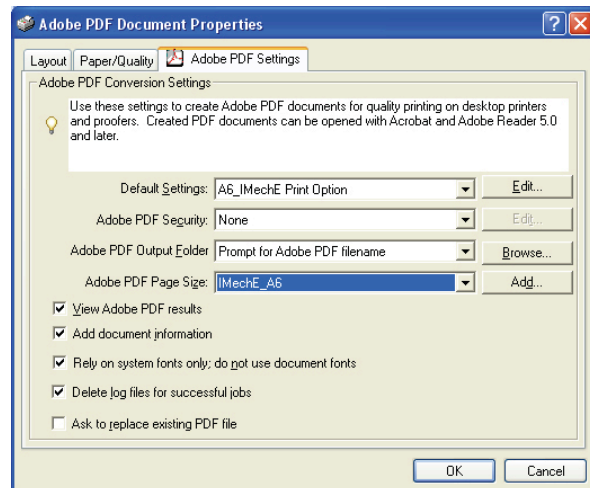 Adobe PDF Document Properties
Layout Paper/Quality Adobe PDF Settings
Adobe PDF Conversion Settings
Use these settings to create Adobe PDF documents for quality printing on desktop printers
and proofers. Created PDF documents can be opened with Acrobat and Adobe Reader 5.0
and later.
Default Settings: A6_IMechE Print Option Edit...
Adobe PDF Security: None Edit...
Adobe PDF Output Folder Prompt for Adobe PDF filename Browse...
Adobe PDF Page Size: IMechE_A6 Add...
View Adobe PDF results
Add document information
Rely on system fonts only; do not use document fonts
Delete log files for successful jobs
Ask to replace existing PDF file
OK Cancel